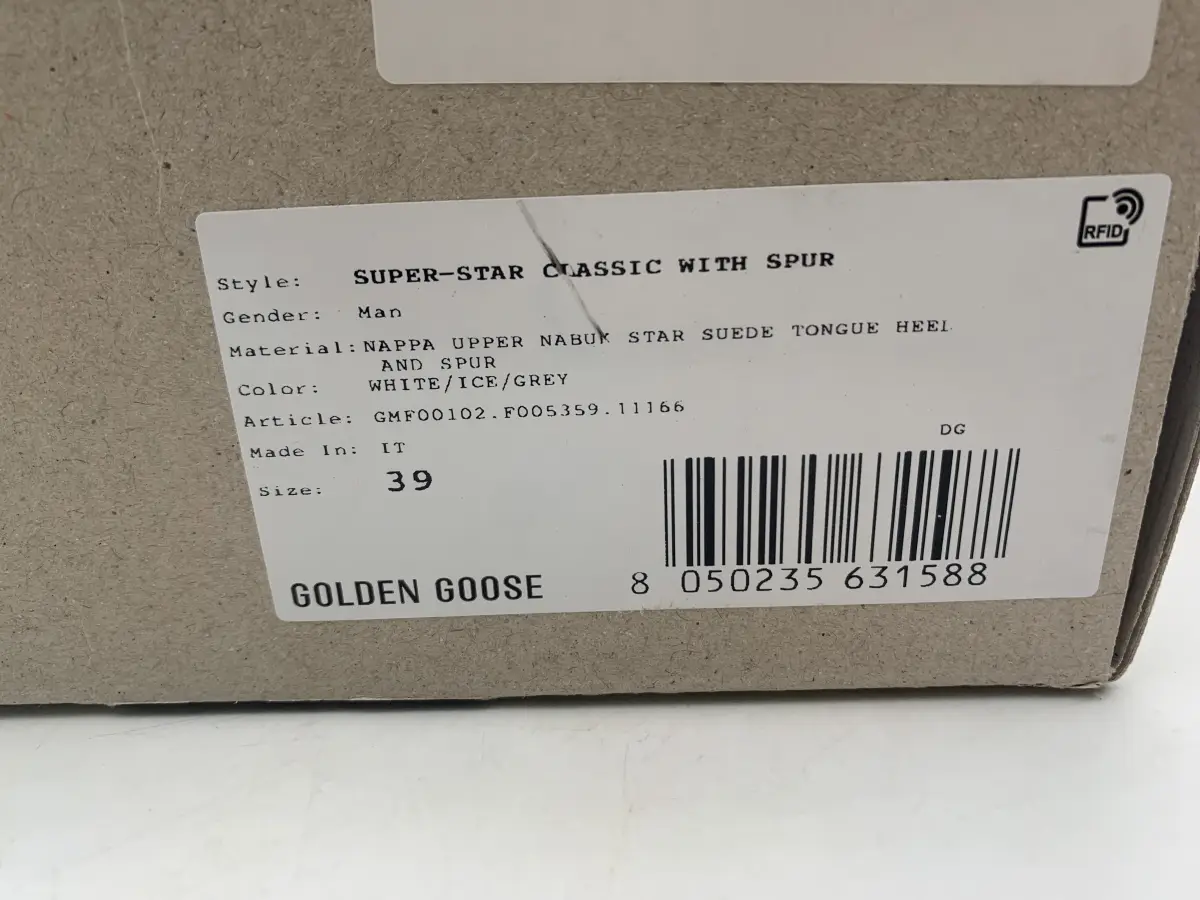 RFID
Style: SUPER-STAR CLASSIC WITH SPUR
Gender: Man
Material: NAPPA UPPER NABUK STAR SUEDE TONGUE HEEL
AND SPUR
Color: WHITE/ICE/GREY
Article: GMF00102.F005359.11166
Made In: IT
DG
Size: 39
GOLDEN GOOSE
8 050235 631588